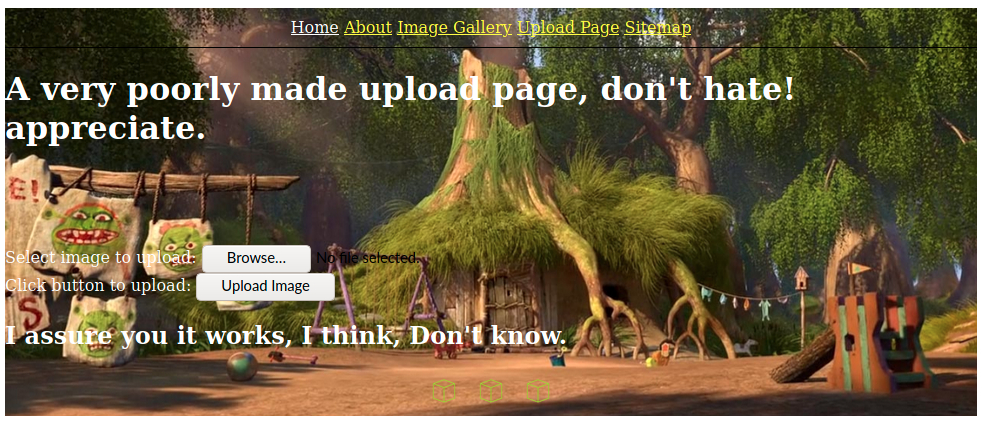 Home About Image Gallery Upload Page Sitemap
A very poorly made upload page, don't hate!
appreciate.
E!
Select image to upload: Browse... No file selected.
Click button to upload: Upload Image
S
I assure you it works, I think, Don't know.